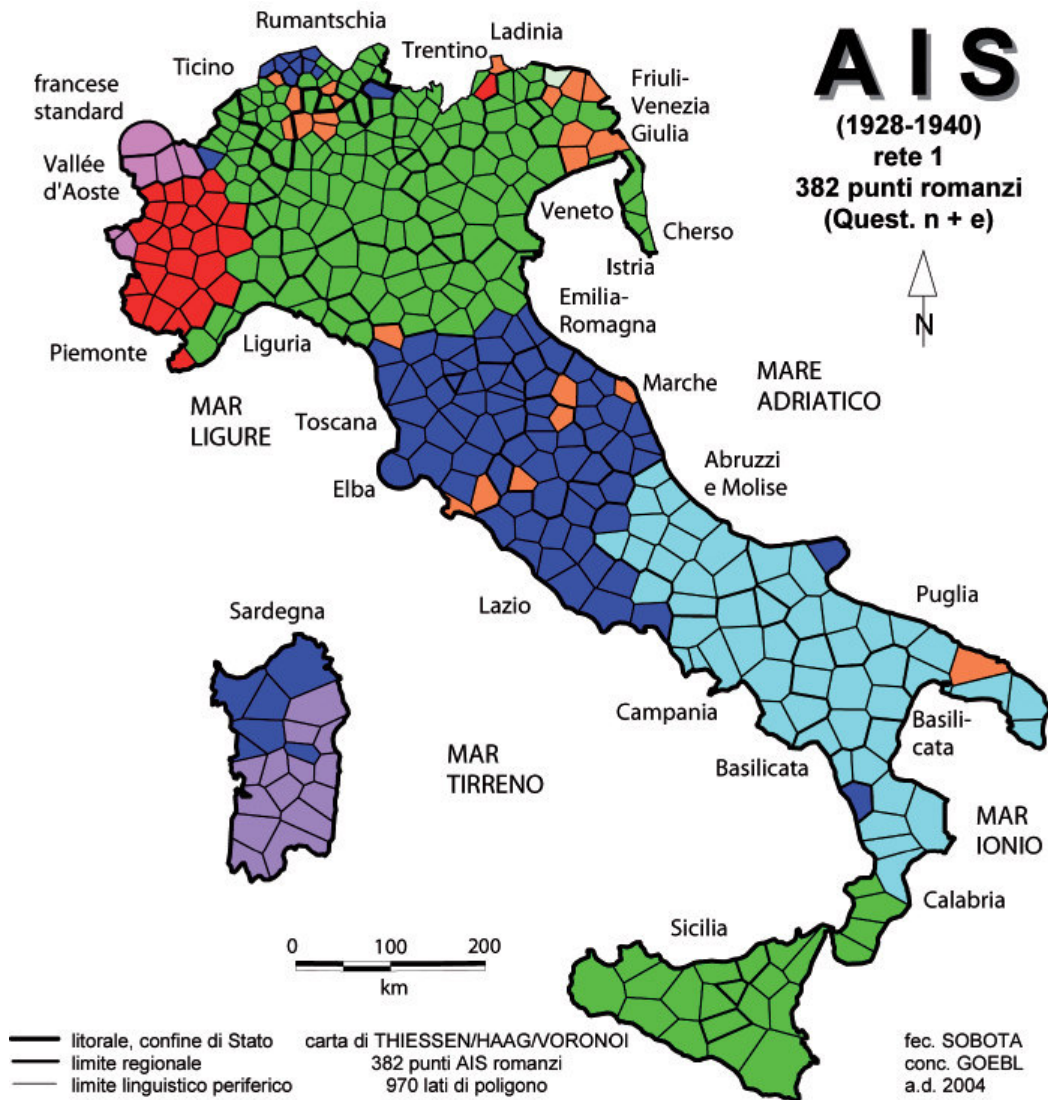 Rumantschia
Ladinia
Trentino
Ticino
francese
standard
Vallée
d'Aoste
Friuli-
Venezia
Giulia
A I S
(1928-1940)
rete 1
382 punti romanzi
(Quest. n + e)
N
Veneto
Cherso
Istria
Emilia-
Romagna
Piemonte
Liguria
MAR
LIGURE
Marche
MARE
ADRIATICO
Toscana
Elba
Abruzzi
e Molise
Lazio
Puglia
Sardegna
Campania
Basili-
cata
Basilicata
MAR
TIRRENO
MAR
IONIO
Calabria
Sicilia
0 100 200
km
litorale, confine di Stato
limite regionale
limite linguistico periferico
carta di THIESSEN/HAAG/VORONOI
382 punti AIS romanzi
970 lati di poligono
fec. SOBOTA
conc. GOEBL
a.d. 2004